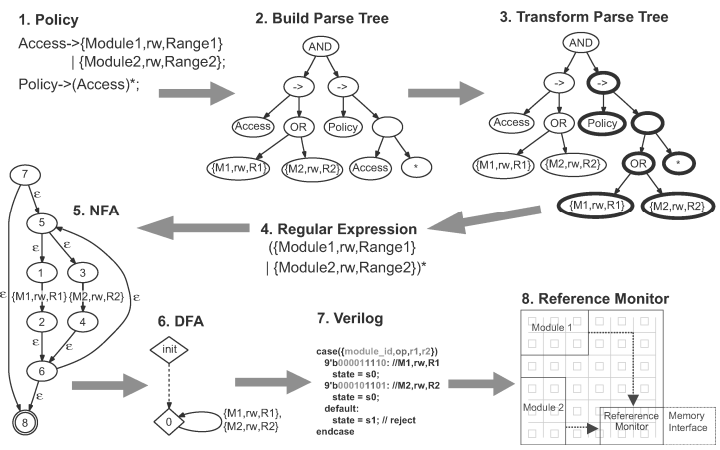 1. Policy
Access->{Module1,rw,Range1}
| {Module2,rw,Range2};
Policy->(Access)*;
2. Build Parse Tree
AND
->
->
Access
OR
Policy
{M1,rw,R1}
{M2,rw,R2}
Access
*
3. Transform Parse Tree
AND
->
->
Access
OR
Policy
{M1,rw,R1}
{M2,rw,R2}
OR
*
{M1,rw,R1}
{M2,rw,R2}
4. Regular Expression
({Module1,rw,Range1}
| {Module2,rw,Range2})*
5. NFA
7
ε
5
ε
ε
1
3
{M1,rw,R1}
{M2,rw,R2}
ε
ε
2
4
ε
ε
6
ε
8
6. DFA
init
0
{M1,rw,R1},
{M2,rw,R2}
7. Verilog
case({module_id,op,r1,r2})
9'b000011110: //M1,rw,R1
state = s0;
9'b000101101: //M2,rw,R2
state = s0;
default:
state = s1; // reject
endcase
8. Reference Monitor
Module 1
Module 2
Refererence
Monitor
Memory
Interface